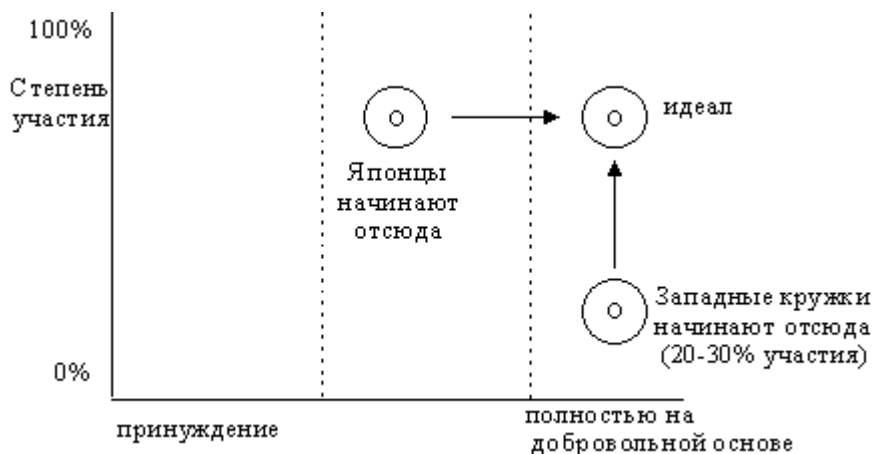 100%
Степень
участия
идеал
Японцы
начинают
отсюда
Западные кружки
начинают отсюда
(20-30% участия)
0%
принуждение
полностью на
добровольной основе